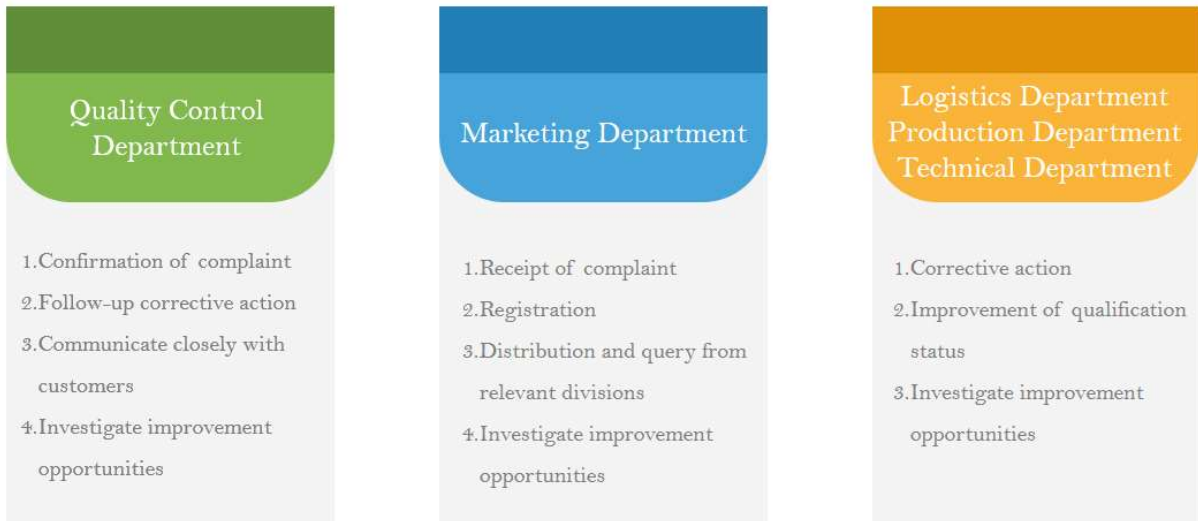 Quality Control
Department
1.Confirmation of complaint
2.Follow-up corrective action
3.Communicate closely with
customers
4.Investigate improvement
opportunities
Marketing Department
1.Receipt of complaint
2.Registration
3.Distribution and query from
relevant divisions
4.Investigate improvement
opportunities
Logistics Department
Production Department
Technical Department
1.Corrective action
2.Improvement of qualification
status
3.Investigate improvement
opportunities